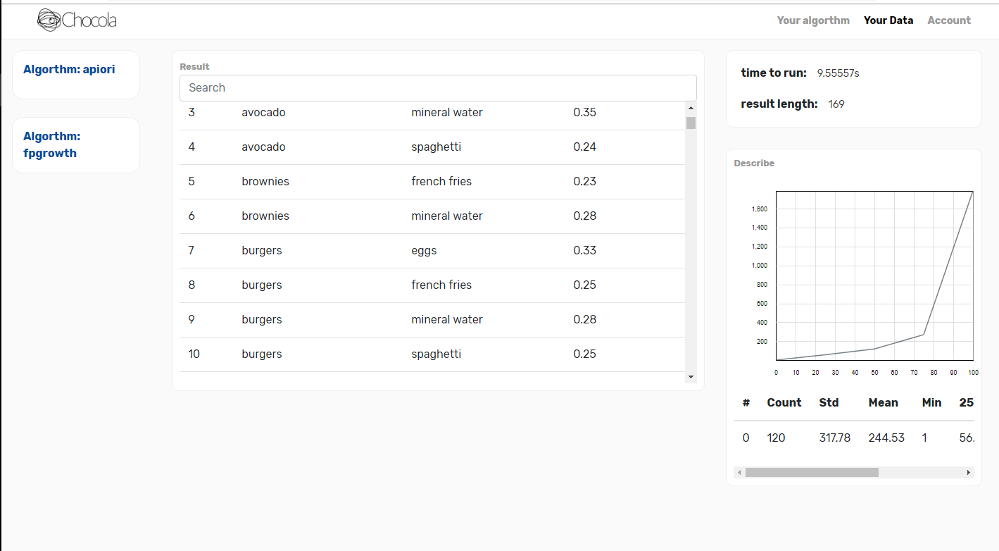 Chocola
Your algorthm Your Data Account
Algorthm: apiori
Algorthm:
fpgrowth
Result
Search
3 avocado mineral water 0.35
4 avocado spaghetti 0.24
5 brownies french fries 0.23
6 brownies mineral water 0.28
7 burgers eggs 0.33
8 burgers french fries 0.25
9 burgers mineral water 0.28
10 burgers spaghetti 0.25
time to run: 9.55557s
result length: 169
Describe
1,600
1,400
1,200
1,000
800
600
400
200
0 10 20 30 40 50 60 70 80 90 100
# Count Std Mean Min 25
0 120 317.78 244.53 1 56.